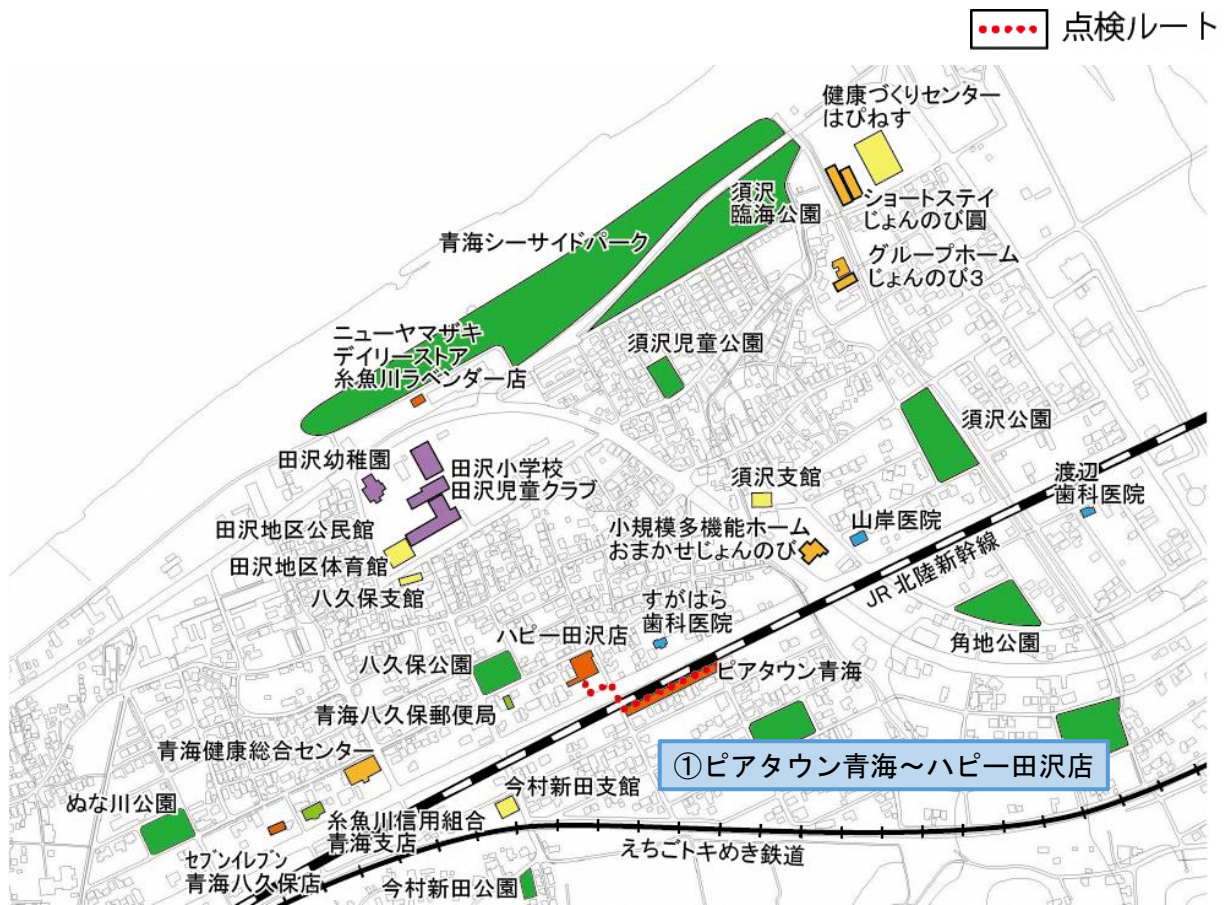 点検ルート
健康づくりセンター
はぴねす
須沢
臨海公園
ショートステイ
じょんのび圓
青海シーサイドパーク
グループホーム
じょんのび3
ニューヤマザキ
デイリーストア
糸魚川ラベンダー店
須沢児童公園
須沢公園
田沢幼稚園
田沢小学校
田沢児童クラブ
須沢支館
渡辺
歯科医院
田沢地区公民館
小規模多機能ホーム
おまかせじょんのび
山岸医院
田沢地区体育館
八久保支館
JR北陸新幹線
すがはら
歯科医院
ハピー田沢店
角地公園
八久保公園
ピアタウン青海
青海八久保郵便局
青海健康総合センター
①ピアタウン青海～ハピー田沢店
今村新田支館
ぬな川公園
糸魚川信用組合
青海支店
えちごトキめき鉄道
セブンイレブン
青海八久保店
今村新田公園